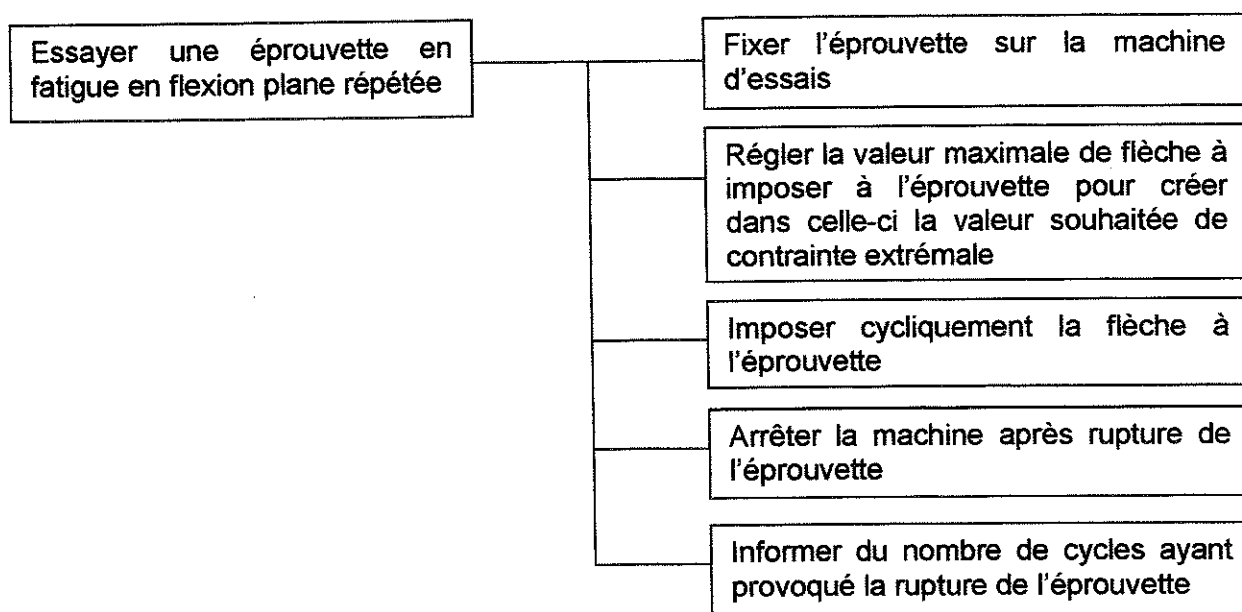 Essayer une éprouvette en
fatigue en flexion plane répétée
Fixer l'éprouvette sur la machine
d'essais
Régler la valeur maximale de flèche à
imposer à l'éprouvette pour créer
dans celle-ci la valeur souhaitée de
contrainte extrémale
Imposer cycliquement la flèche à
l'éprouvette
Arrêter la machine après rupture de
l'éprouvette
Informer du nombre de cycles ayant
provoqué la rupture de l'éprouvette